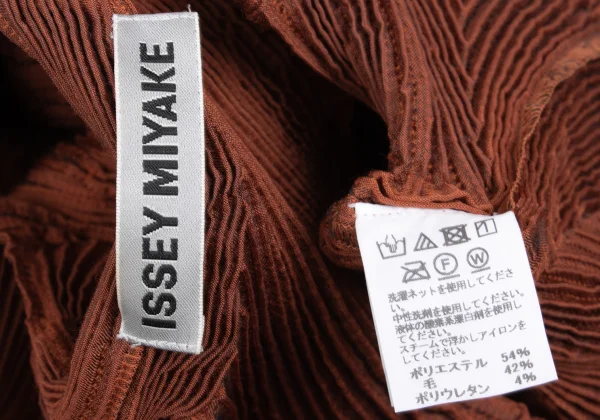 ISSEY MIYAKE
F W
洗濯ネットを使用してくださ
い。
中性洗剤を使用してください。
液体の酸素系漂白剤を使用
してください。
スチームで浮かしアイロンを
してください。
ポリエステル 54%
毛 42%
ポリウレタン 4%